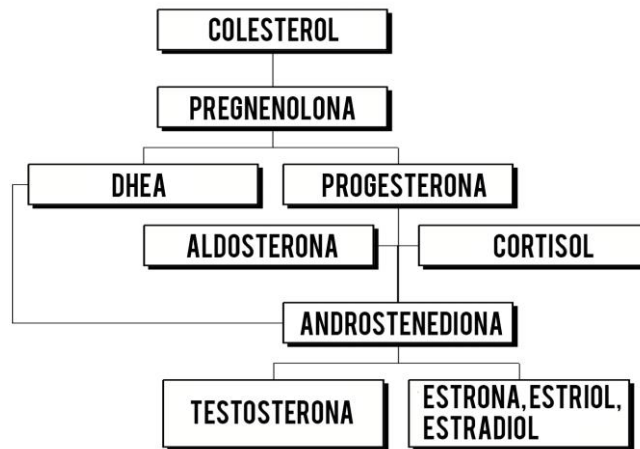 COLESTEROL
PREGNENOLONA
DHEA
PROGESTERONA
ALDOSTERONA
CORTISOL
ANDROSTENEDIONA
TESTOSTERONA
ESTRONA, ESTRIOL,
ESTRADIOL